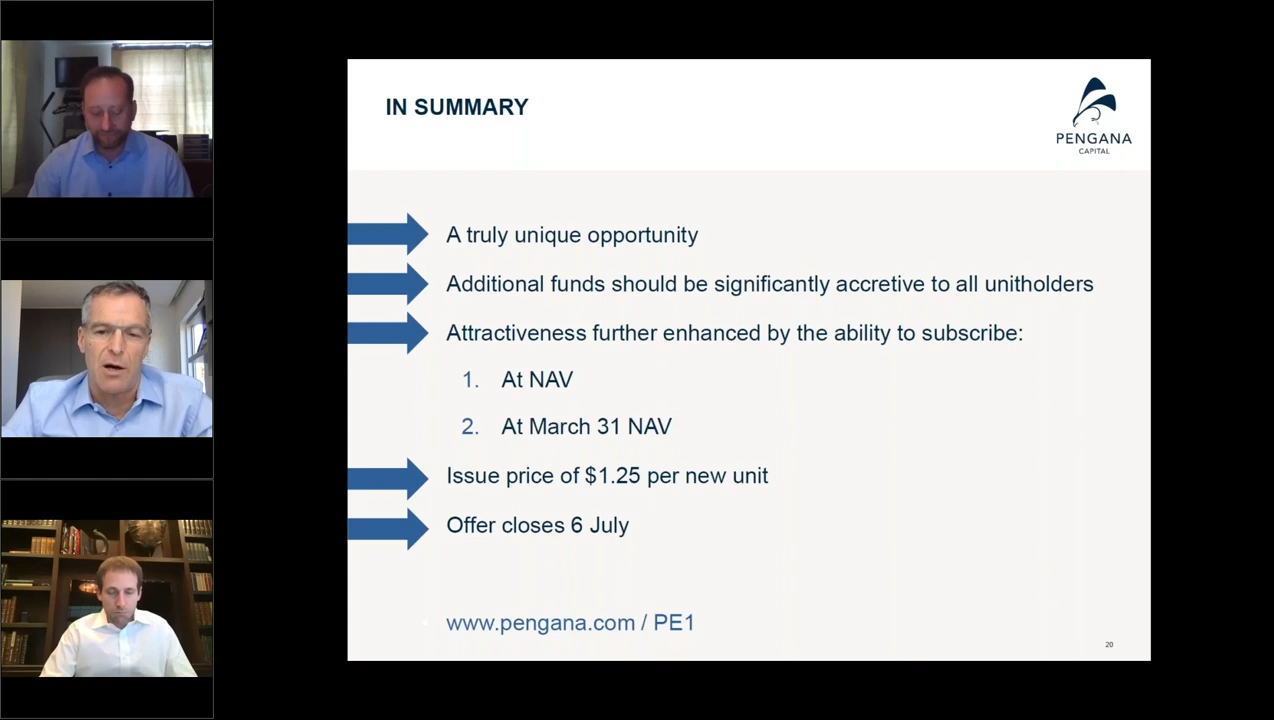 IN SUMMARY
PENGANA
CAPITAL
A truly unique opportunity
Additional funds should be significantly accretive to all unitholders
Attractiveness further enhanced by the ability to subscribe:
1. At NAV
2. At March 31 NAV
Issue price of $1.25 per new unit
Offer closes 6 July
www.pengana.com / PE1
20